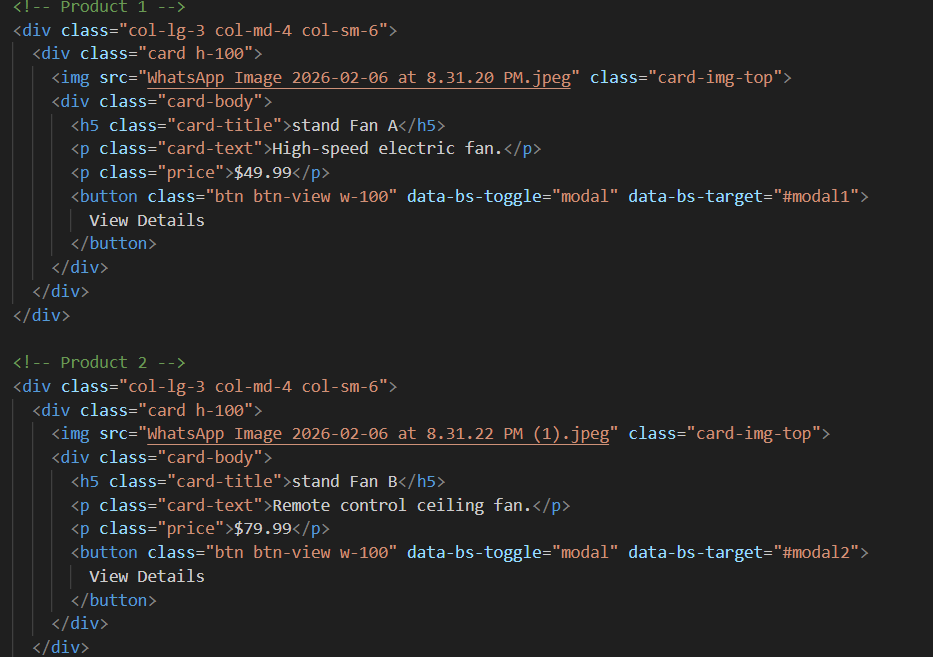 <!-- Product 1 -->
<div class="col-lg-3 col-md-4 col-sm-6">
<div class="card h-100">
<img src="WhatsApp Image 2026-02-06 at 8.31.20 PM.jpeg" class="card-img-top">
<div class="card-body">
<h5 class="card-title">stand Fan A</h5>
<p class="card-text">High-speed electric fan.</p>
<p class="price">$49.99</p>
<button class="btn btn-view w-100" data-bs-toggle="modal" data-bs-target="#modal1">
View Details
</button>
</div>
</div>
</div>
<!-- Product 2 -->
<div class="col-lg-3 col-md-4 col-sm-6">
<div class="card h-100">
<img src="WhatsApp Image 2026-02-06 at 8.31.22 PM (1).jpeg" class="card-img-top">
<div class="card-body">
<h5 class="card-title">stand Fan B</h5>
<p class="card-text">Remote control ceiling fan.</p>
<p class="price">$79.99</p>
<button class="btn btn-view w-100" data-bs-toggle="modal" data-bs-target="#modal2">
View Details
</button>
</div>
</div>